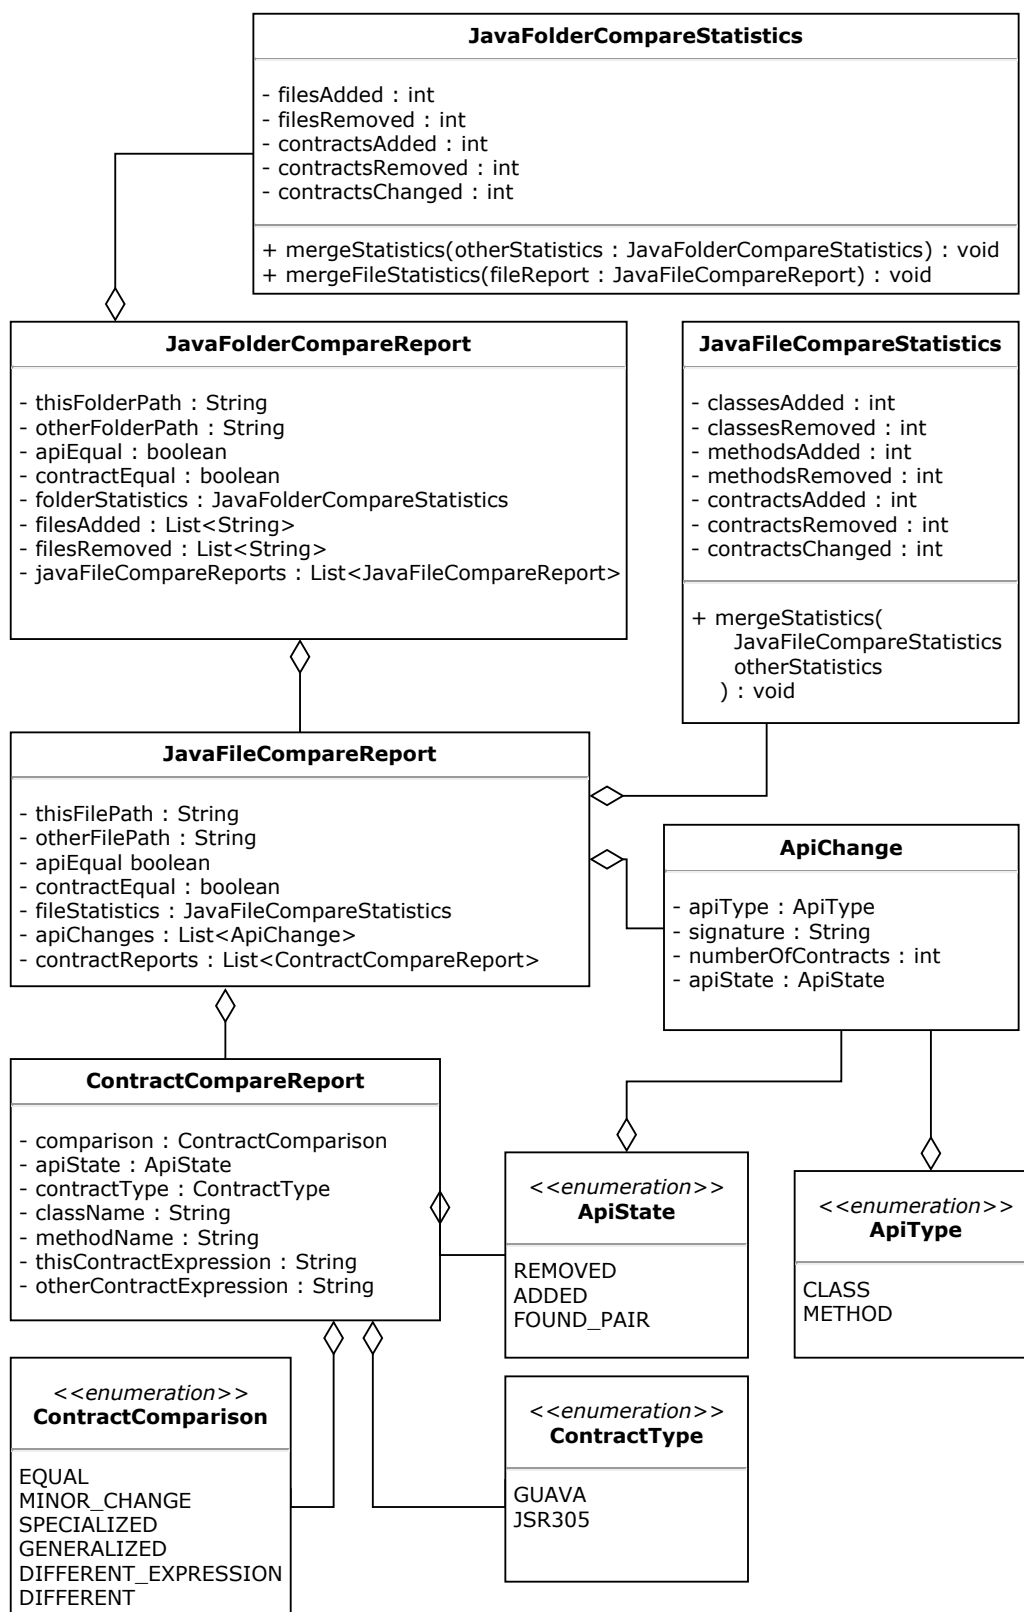 JavaFolderCompareStatistics
- filesAdded : int
- filesRemoved : int
- contractsAdded : int
- contractsRemoved : int
- contractsChanged : int
+ mergeStatistics(otherStatistics : JavaFolderCompareStatistics) : void
+ mergeFileStatistics(fileReport : JavaFileCompareReport) : void
JavaFolderCompareReport
- thisFolderPath : String
- otherFolderPath : String
- apiEqual : boolean
- contractEqual : boolean
- folderStatistics : JavaFolderCompareStatistics
- filesAdded : List<String>
- filesRemoved : List<String>
- javaFileCompareReports : List<JavaFileCompareReport>
JavaFileCompareStatistics
- classesAdded : int
- classesRemoved : int
- methodsAdded : int
- methodsRemoved : int
- contractsAdded : int
- contractsRemoved : int
- contractsChanged : int
+ mergeStatistics(
JavaFileCompareStatistics
otherStatistics
) : void
JavaFileCompareReport
- thisFilePath : String
- otherFilePath : String
- apiEqual boolean
- contractEqual : boolean
- fileStatistics : JavaFileCompareStatistics
- apiChanges : List<ApiChange>
- contractReports : List<ContractCompareReport>
ApiChange
- apiType : ApiType
- signature : String
- numberOfContracts : int
- apiState : ApiState
ContractCompareReport
- comparison : ContractComparison
- apiState : ApiState
- contractType : ContractType
- className : String
- methodName : String
- thisContractExpression : String
- otherContractExpression : String
<<enumeration>>
ApiState
REMOVED
ADDED
FOUND_PAIR
<<enumeration>>
ApiType
CLASS
METHOD
<<enumeration>>
ContractComparison
EQUAL
MINOR_CHANGE
SPECIALIZED
GENERALIZED
DIFFERENT_EXPRESSION
DIFFERENT
<<enumeration>>
ContractType
GUAVA
JSR305